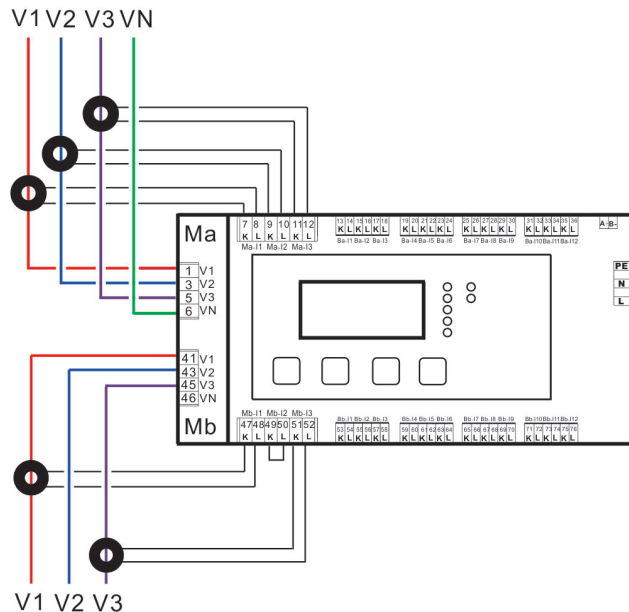 V1 V2 V3 VN
Ma
7 8 9 10 11 12
K L K L K L
Ma-I1 Ma-I2 Ma-I3
13 14 15 16 17 18
K L K L K L
Ba-I1 Ba-I2 Ba-I3
19 20 21 22 23 24
K L K L K L
Ba-I4 Ba-I5 Ba-I6
25 26 27 28 29 30
K L K L K L
Ba-I7 Ba-I8 Ba-I9
31 32 33 34 35 36
K L K L K L
Ba-I10 Ba-I11 Ba-I12
A+ B-
1 V1
3 V2
5 V3
6 VN
PE
N
L
41 V1
43 V2
45 V3
46 VN
Mb
Mb-I1 Mb-I2 Mb-I3
47 48 49 50 51 52
K L K L K L
Bb-I1 Bb-I2 Bb-I3
53 54 55 56 57 58
K L K L K L
Bb-I4 Bb-I5 Bb-I6
59 60 61 62 63 64
K L K L K L
Bb-I7 Bb-I8 Bb-I9
65 66 67 68 69 70
K L K L K L
Bb-I10 Bb-I11 Bb-I12
71 72 73 74 75 76
K L K L K L
V1 V2 V3